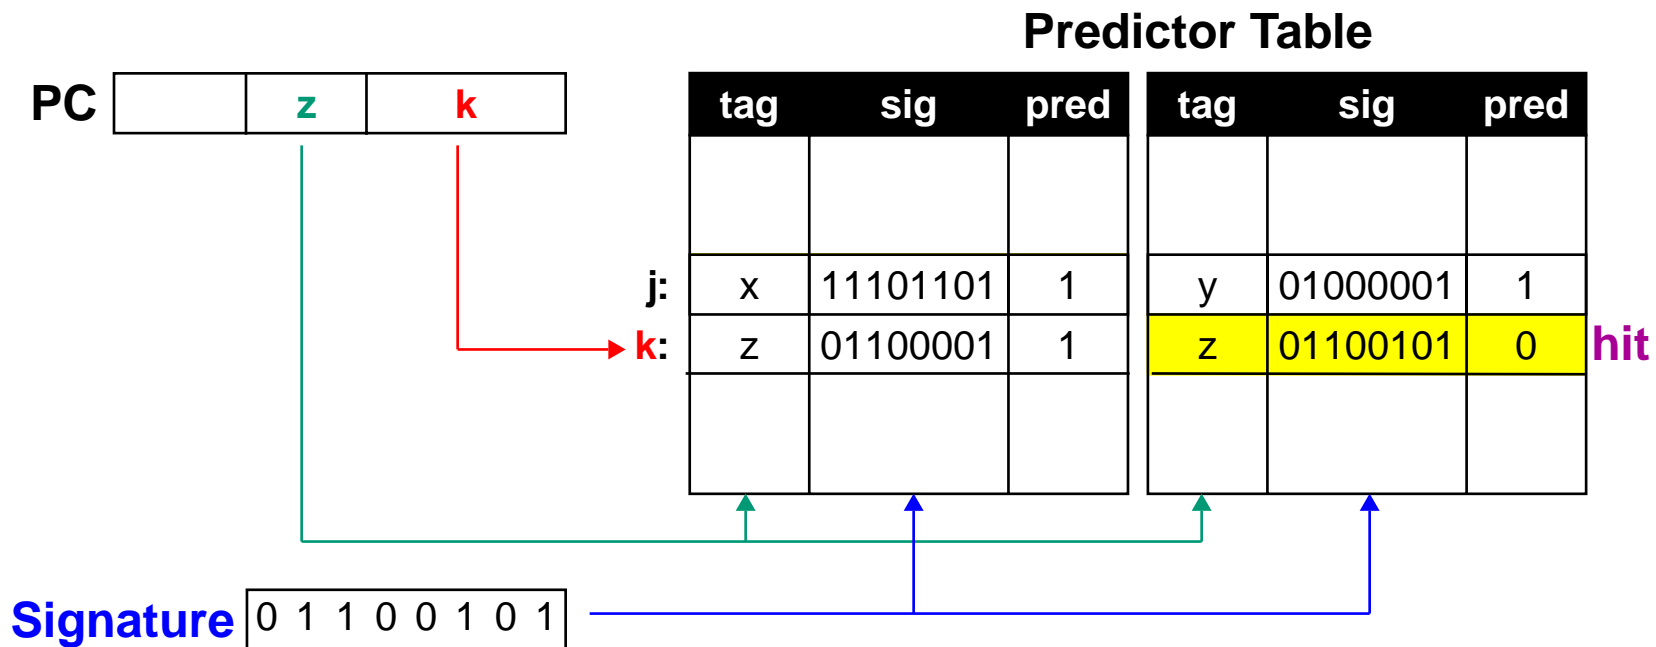 Predictor Table
PC z k
tag sig pred tag sig pred
j: x 11101101 1 y 01000001 1
k: z 01100001 1 z 01100101 0 hit
Signature 0 1 1 0 0 1 0 1